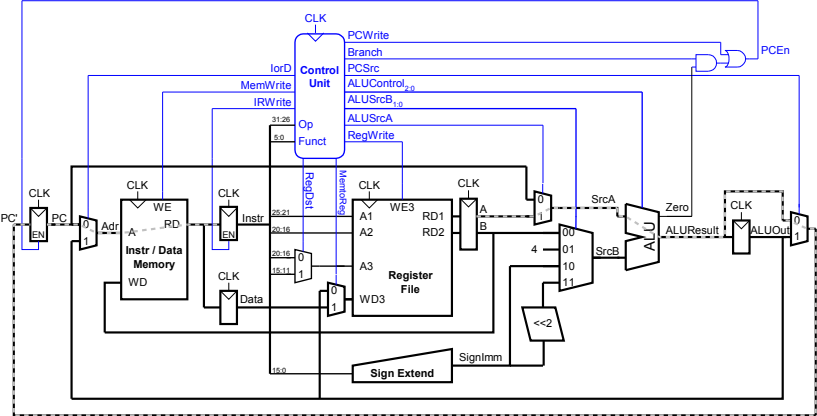 CLK
PCWrite
Branch
PCEn
IorD
Control
Unit
PCSrc
MemWrite
ALUControl2:0
IRWrite
ALUSrcB1:0
31:26
Op
ALUSrcA
5:0
Funct
RegWrite
RegDst
MemtoReg
CLK
CLK
CLK
CLK
CLK
PC'
EN
PC
0
1
Adr
A
WE
RD
Instr / Data
Memory
WD
EN
Instr
25:21
20:16
A1
A2
WE3
RD1
RD2
A
B
0
1
SrcA
Zero
CLK
0
1
ALU
ALUResult
ALUOut
20:16
15:11
0
1
A3
Register
File
WD3
4
00
01
10
11
SrcB
CLK
Data
0
1
<<2
SignImm
15:0
Sign Extend